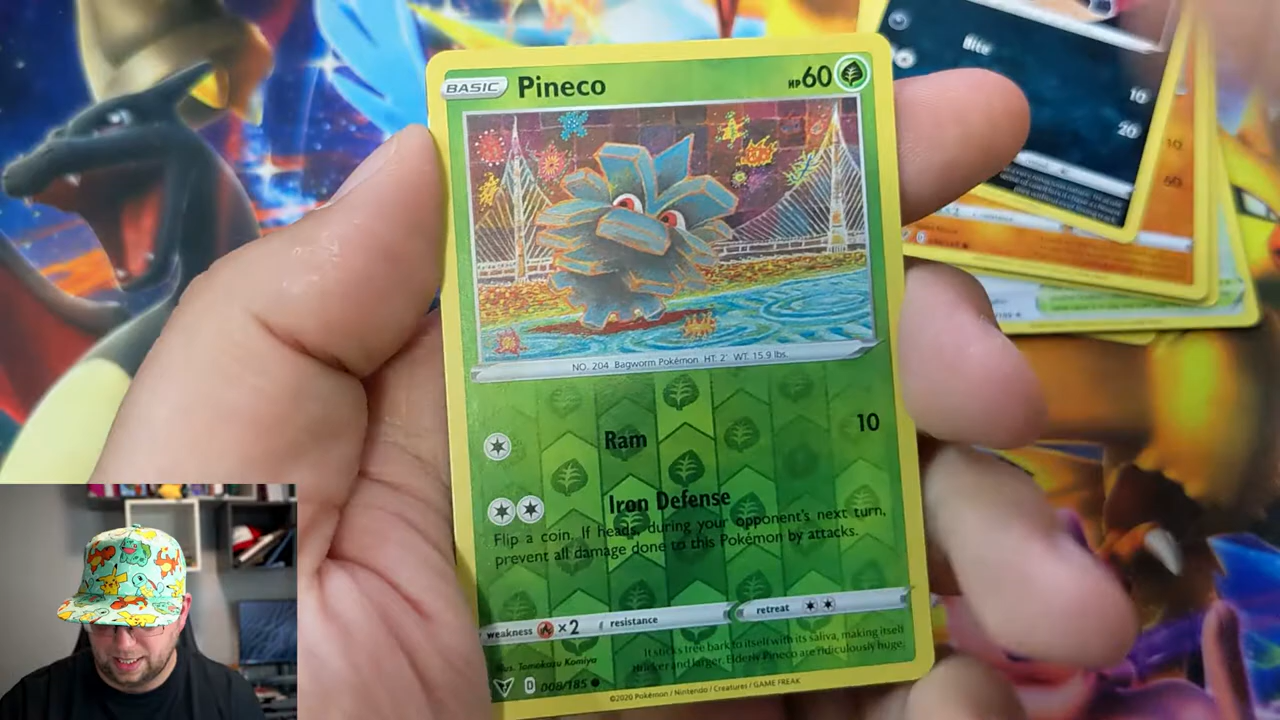 BASIC Pineco HP60
NO. 204 Bagworm Pokémon HT: 2' WT: 15.9 lbs.
Ram 10
Iron Defense
Flip a coin. If heads, during your opponent's next turn,
prevent all damage done to this Pokémon by attacks.
weakness ×2 resistance retreat
It sticks tree bark to itself with its saliva, making itself
thicker and larger. Elderly Pineco are ridiculously huge.
Illus. Tomokazu Komiya
008/185
©2020 Pokémon / Nintendo / Creatures / GAME FREAK
Bite
10
20
10
60